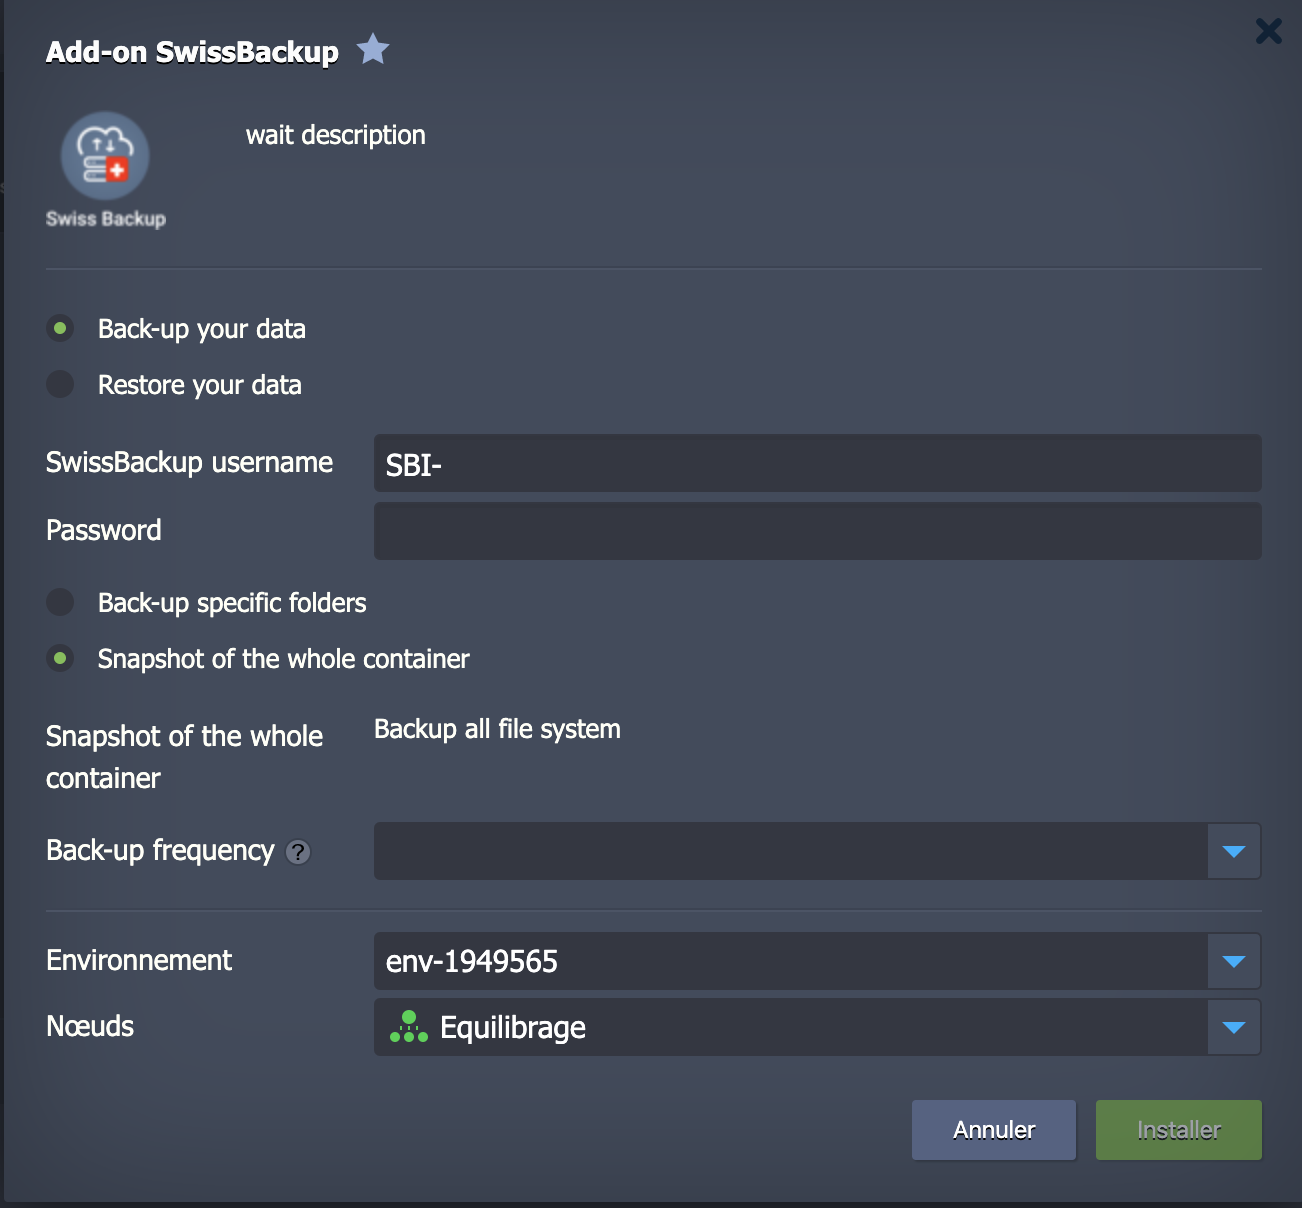 Add-on SwissBackup
wait description
Swiss Backup
Back-up your data
Restore your data
SwissBackup username
SBI-
Password
Back-up specific folders
Snapshot of the whole container
Snapshot of the whole
container
Backup all file system
Back-up frequency ?
Environnement
env-1949565
Nœuds
Equilibrage
Annuler
Installer